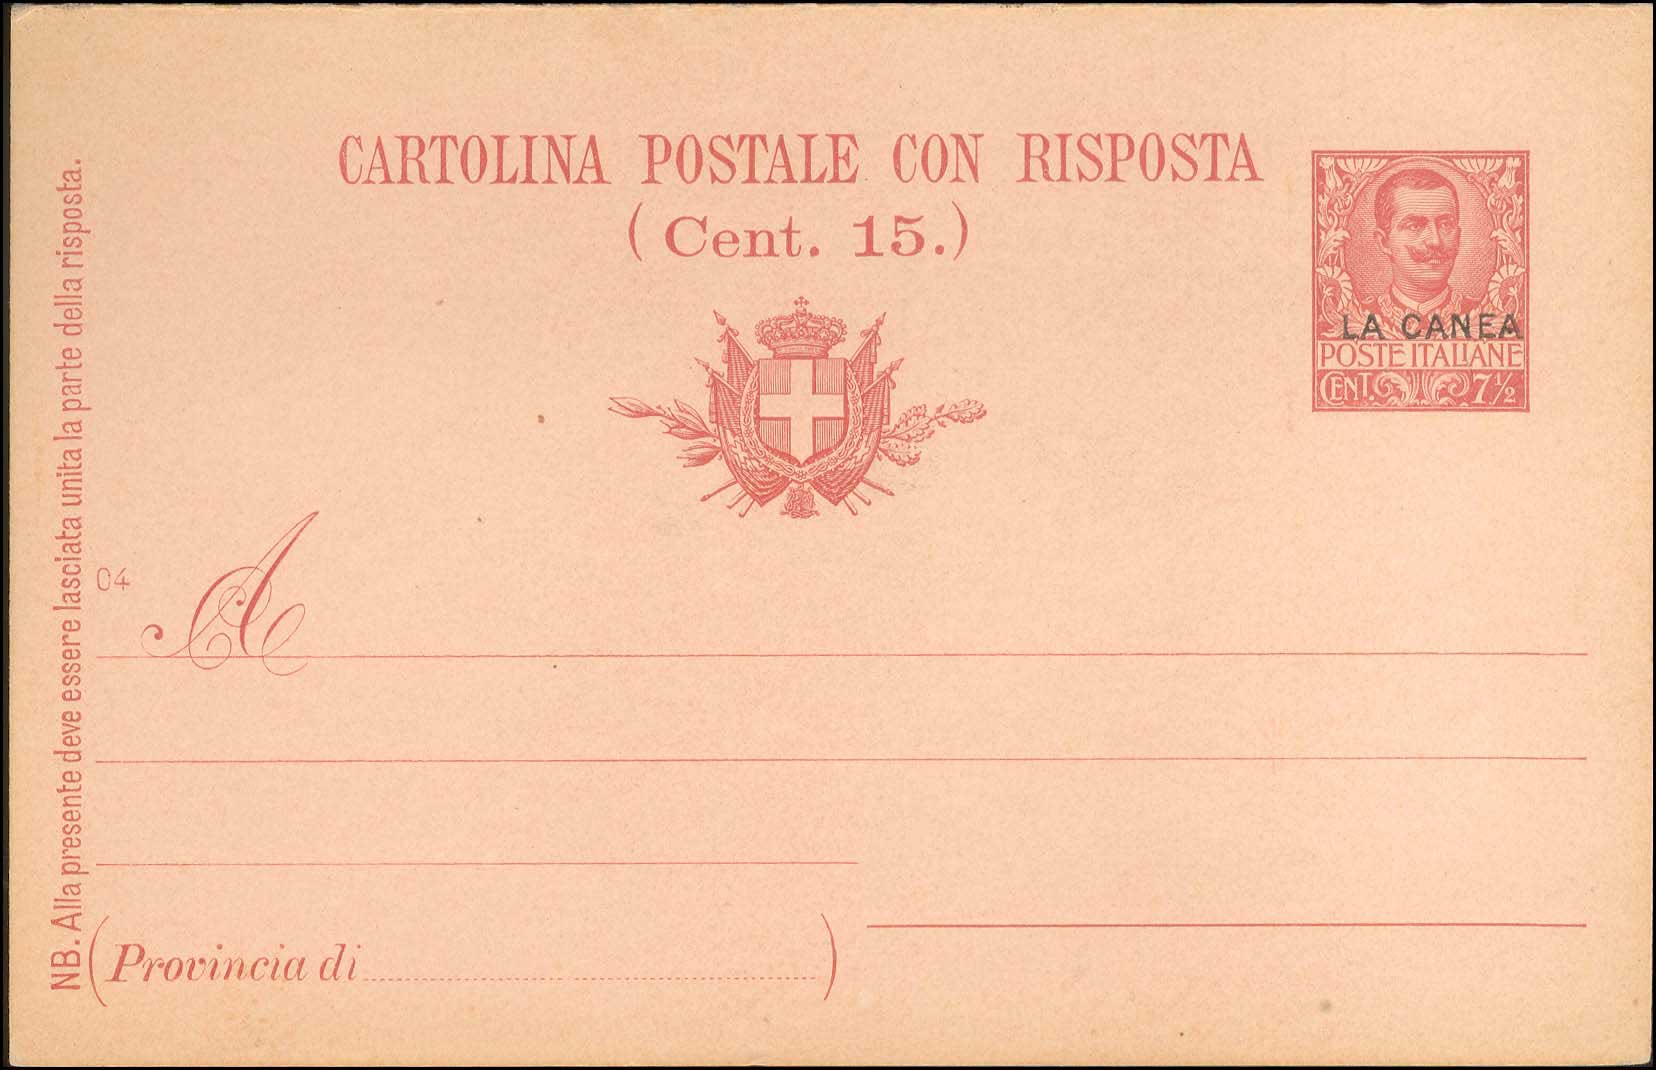 CARTOLINA POSTALE CON RISPOSTA
(Cent. 15.)
LA CANEA
POSTE ITALIANE
CENT. 7½
NB. Alla presente deve essere lasciata unita la parte della risposta.
04
A
(Provincia di)